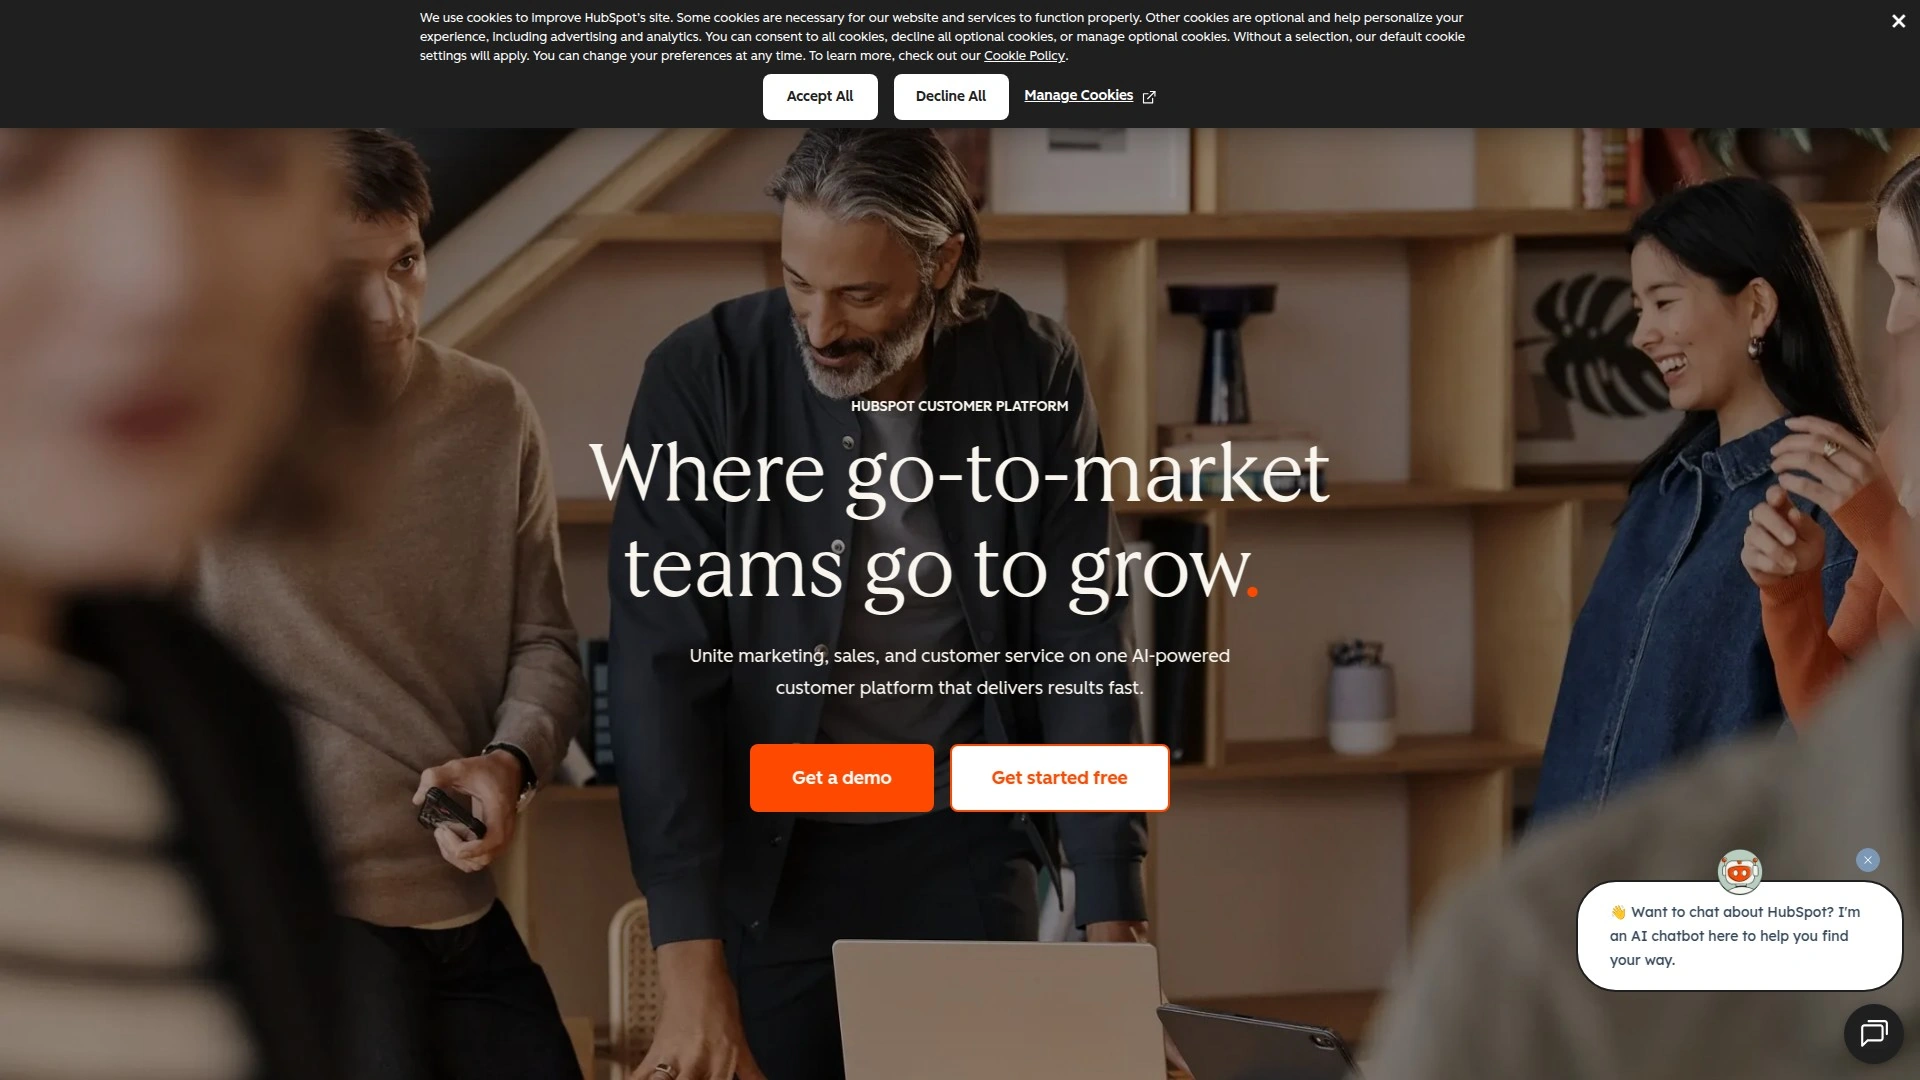 We use cookies to improve HubSpot's site. Some cookies are necessary for our website and services to function properly. Other cookies are optional and help personalize your
experience, including advertising and analytics. You can consent to all cookies, decline all optional cookies, or manage optional cookies. Without a selection, our default cookie
settings will apply. You can change your preferences at any time. To learn more, check out our Cookie Policy.
Accept All
Decline All
Manage Cookies
HUBSPOT CUSTOMER PLATFORM
Where go-to-market
teams go to grow.
Unite marketing, sales, and customer service on one AI-powered
customer platform that delivers results fast.
Get a demo
Get started free
👋 Want to chat about HubSpot? I'm
an AI chatbot here to help you find
your way.